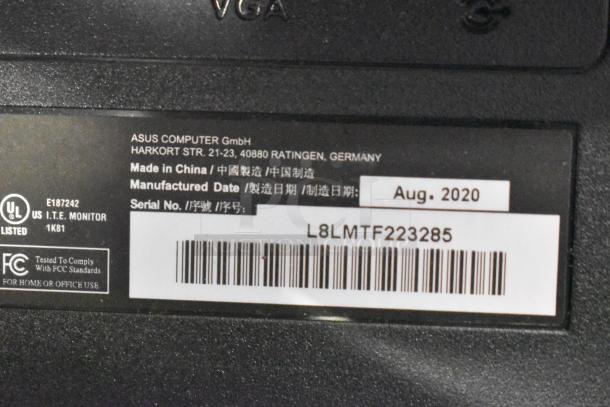 VGA
ASUS COMPUTER GmbH
HARKORT STR. 21-23, 40880 RATINGEN, GERMANY
Made in China / 中國製造 /中国制造
Manufactured Date /製造日期 /制造日期:
Aug. 2020
Serial No. /序號 /序号:
L8LMTF223285
UL
US
LISTED
E187242
I.T.E. MONITOR
1K81
FC
Tested To Comply
With FCC Standards
FOR HOME OR OFFICE USE
PCI